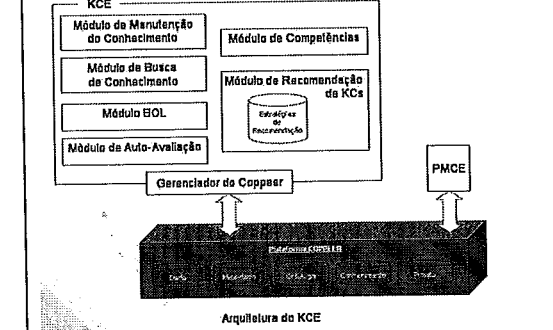 KCE
Módulo de Manutenção
do Conhecimento
Módulo de Busca
de Conhecimento
Módulo BOL
Módulo de Auto-Avaliação
Módulo de Competências
Módulo de Recomendação
de KCs
Estratégias
de
Recomendação
Gerenciador do Coppeer
PMCE
Plataforma COPPEER
Arquitetura do KCE